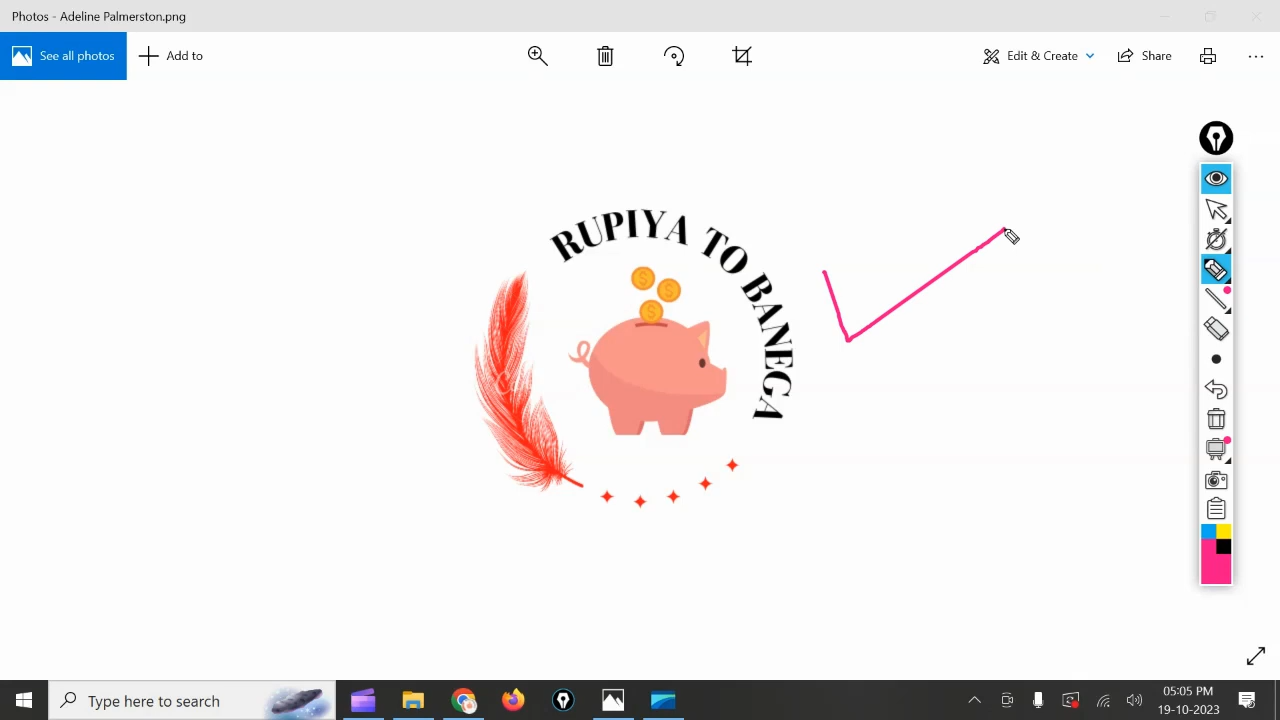 Photos - Adeline Palmerston.png
See all photos
Add to
Edit & Create
Share
RUPIYA TO BANEGA
$
$
$
&
Type here to search
05:05 PM
19-10-2023